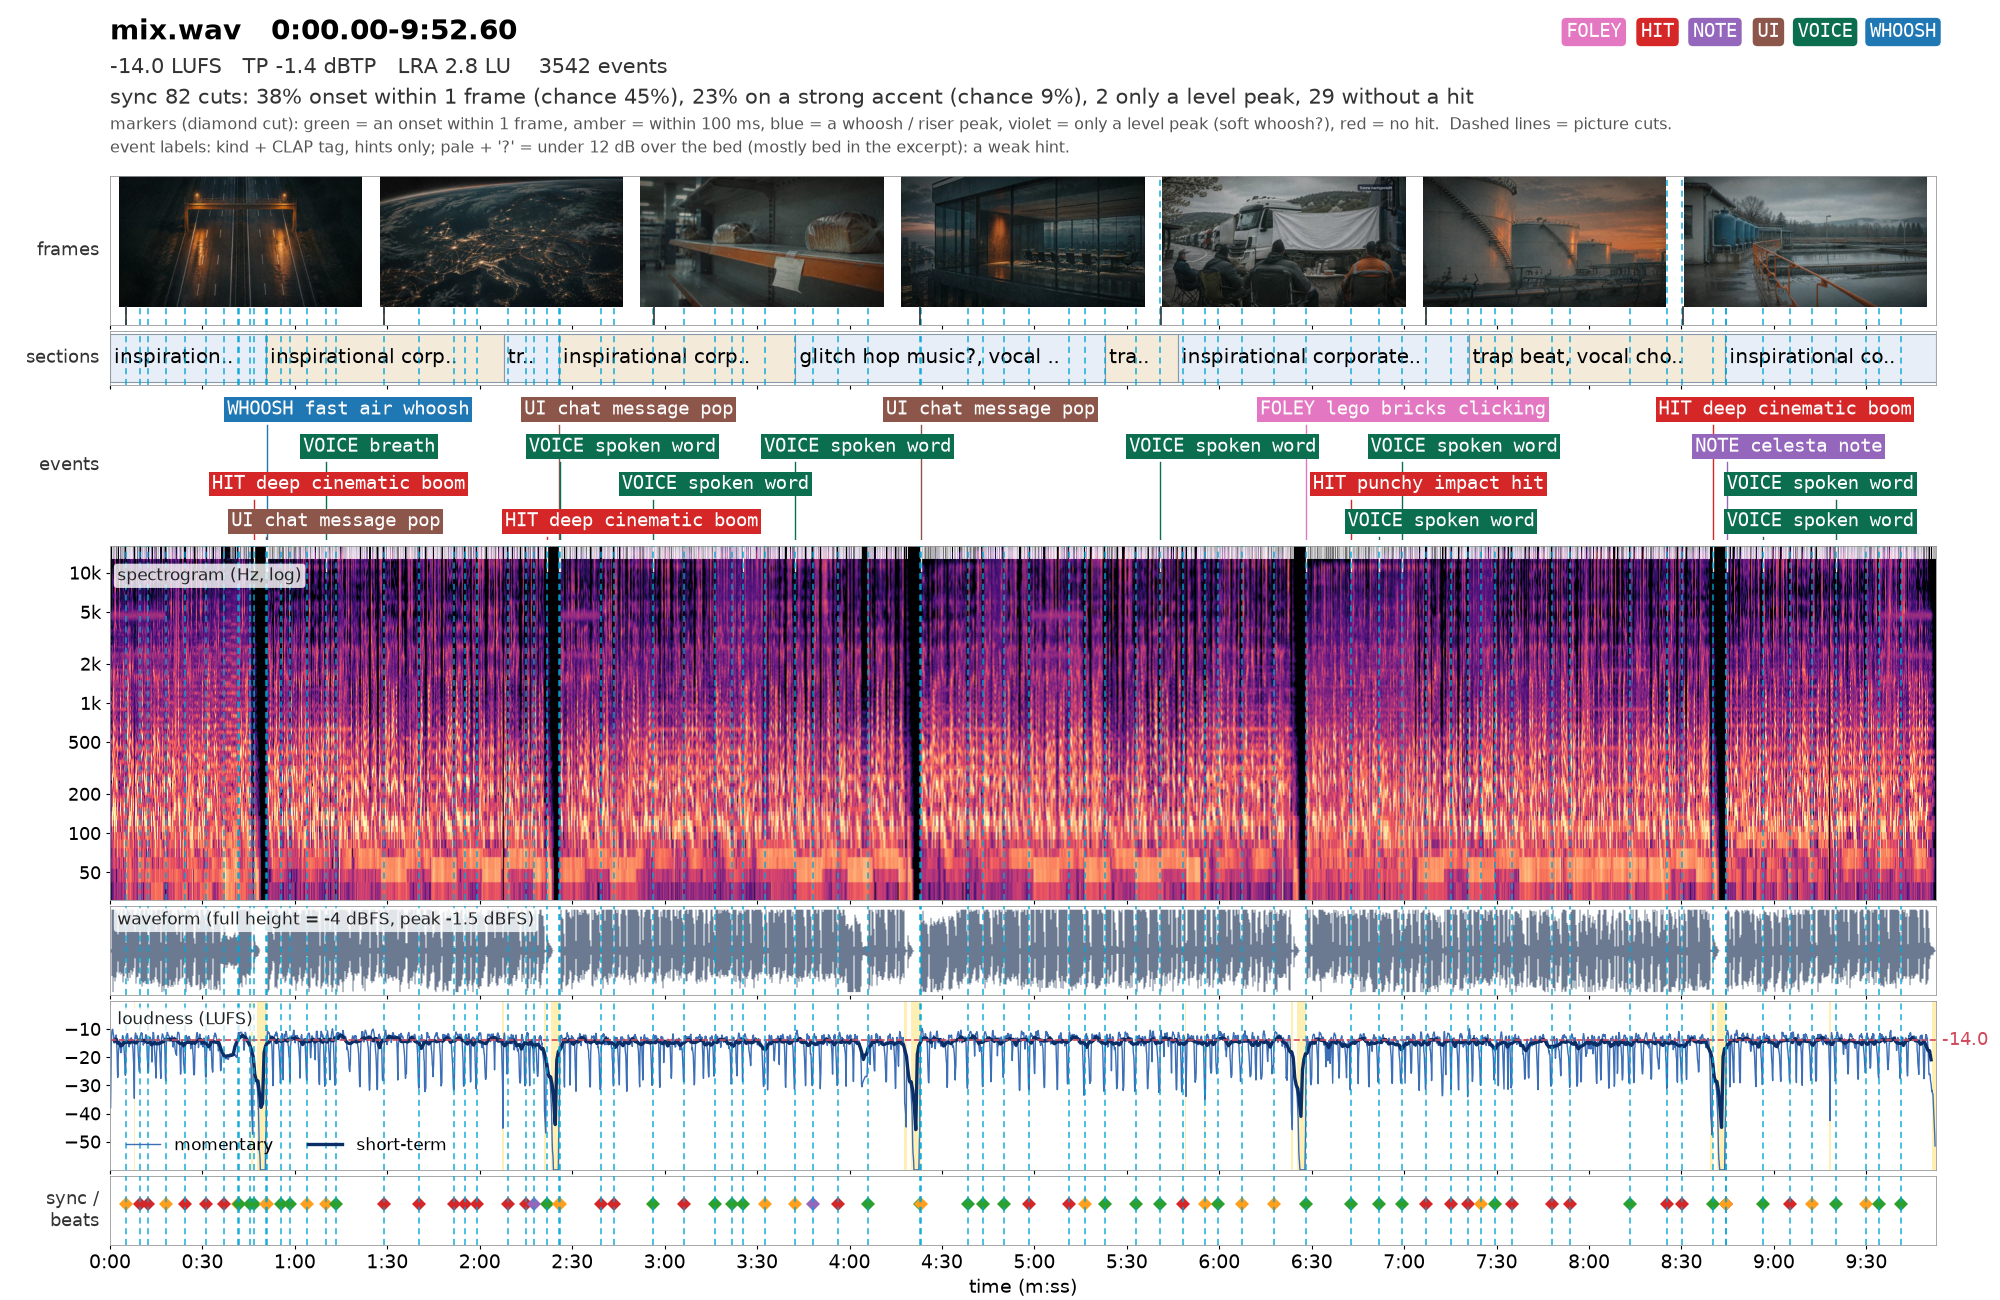 mix.wav   0:00.00-9:52.60
FOLEY HIT NOTE UI VOICE WHOOSH
-14.0 LUFS   TP -1.4 dBTP   LRA 2.8 LU    3542 events
sync 82 cuts: 38% onset within 1 frame (chance 45%), 23% on a strong accent (chance 9%), 2 only a level peak, 29 without a hit
markers (diamond cut): green = an onset within 1 frame, amber = within 100 ms, blue = a whoosh / riser peak, violet = only a level peak (soft whoosh?), red = no hit.  Dashed lines = picture cuts.
event labels: kind + CLAP tag, hints only; pale + '?' = under 12 dB over the bed (mostly bed in the excerpt): a weak hint.
frames
sections
inspiration.. inspirational corp.. tr.. inspirational corp.. glitch hop music?, vocal .. tra.. inspirational corporate.. trap beat, vocal cho.. inspirational co..
events
WHOOSH fast air whoosh UI chat message pop UI chat message pop FOLEY lego bricks clicking HIT deep cinematic boom
VOICE breath VOICE spoken word VOICE spoken word VOICE spoken word VOICE spoken word NOTE celesta note
HIT deep cinematic boom VOICE spoken word HIT punchy impact hit VOICE spoken word
UI chat message pop HIT deep cinematic boom VOICE spoken word VOICE spoken word
spectrogram (Hz, log)
10k
5k
2k
1k
500
200
100
50
waveform (full height = -4 dBFS, peak -1.5 dBFS)
loudness (LUFS)
−10
−20
−30
−40
−50
-14.0
momentary short-term
sync /
beats
0:00 0:30 1:00 1:30 2:00 2:30 3:00 3:30 4:00 4:30 5:00 5:30 6:00 6:30 7:00 7:30 8:00 8:30 9:00 9:30
time (m:ss)